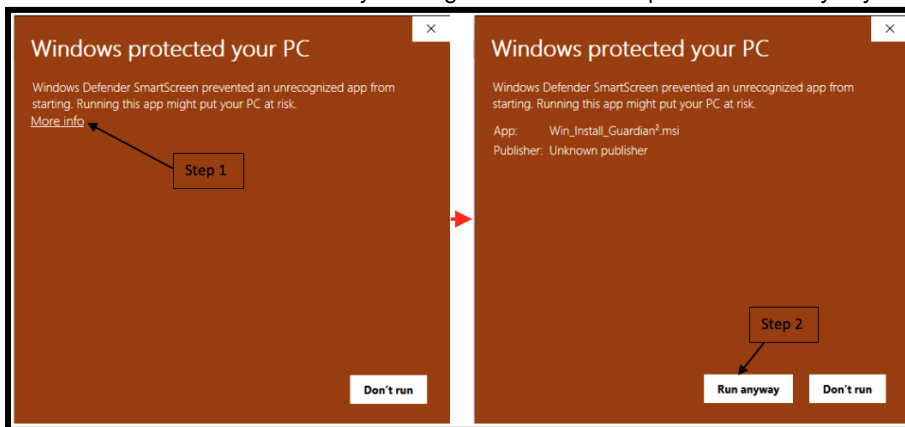 Windows protected your PC
Windows Defender SmartScreen prevented an unrecognized app from
starting. Running this app might put your PC at risk.
More info
Step 1
Don't run
Windows protected your PC
Windows Defender SmartScreen prevented an unrecognized app from
starting. Running this app might put your PC at risk.
App: Win_Install_Guardian².msi
Publisher: Unknown publisher
Step 2
Run anyway Don't run